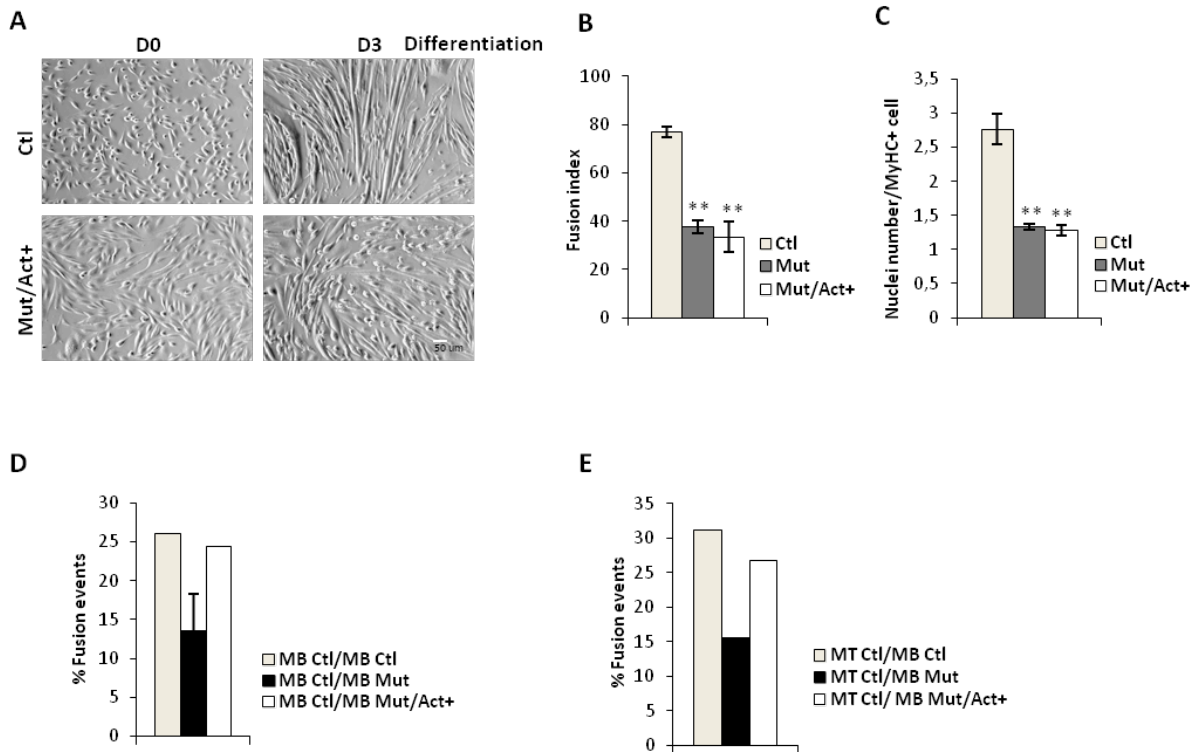 A
D0
D3 Differentiation
Ctl
Mut/Act+
50 um
B
100
80
60
40
20
0
Fusion index
** **
Ctl
Mut
Mut/Act+
C
3,5
3
2,5
2
1,5
1
0,5
0
Nuclei number/MyHC+ cell
** **
Ctl
Mut
Mut/Act+
D
30
25
20
15
10
5
0
% Fusion events
MB Ctl/MB Ctl
MB Ctl/MB Mut
MB Ctl/MB Mut/Act+
E
35
30
25
20
15
10
5
0
% Fusion events
MT Ctl/MB Ctl
MT Ctl/MB Mut
MT Ctl/ MB Mut/Act+